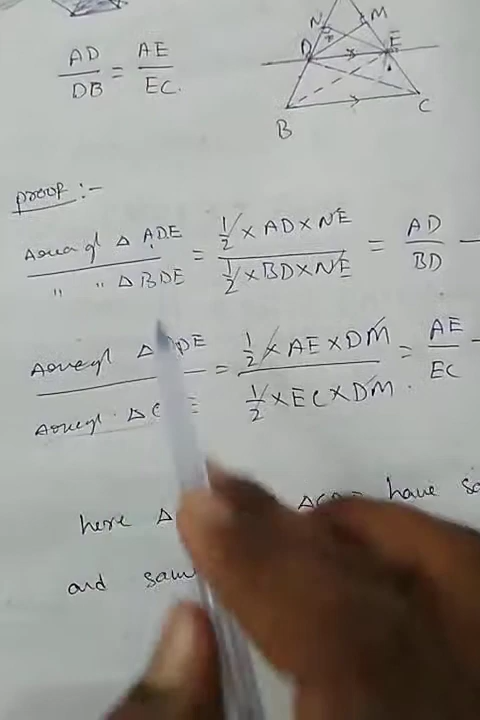 N M
D E
B C
AD/DB = AE/EC.
proof :-
Area of Δ ADE / " " Δ BDE = ½ × AD × NE / ½ × BD × NE = AD/BD
Area of Δ DE / Area of Δ E = ½ × AE × DM / ½ × EC × DM = AE/EC
here Δ have
and